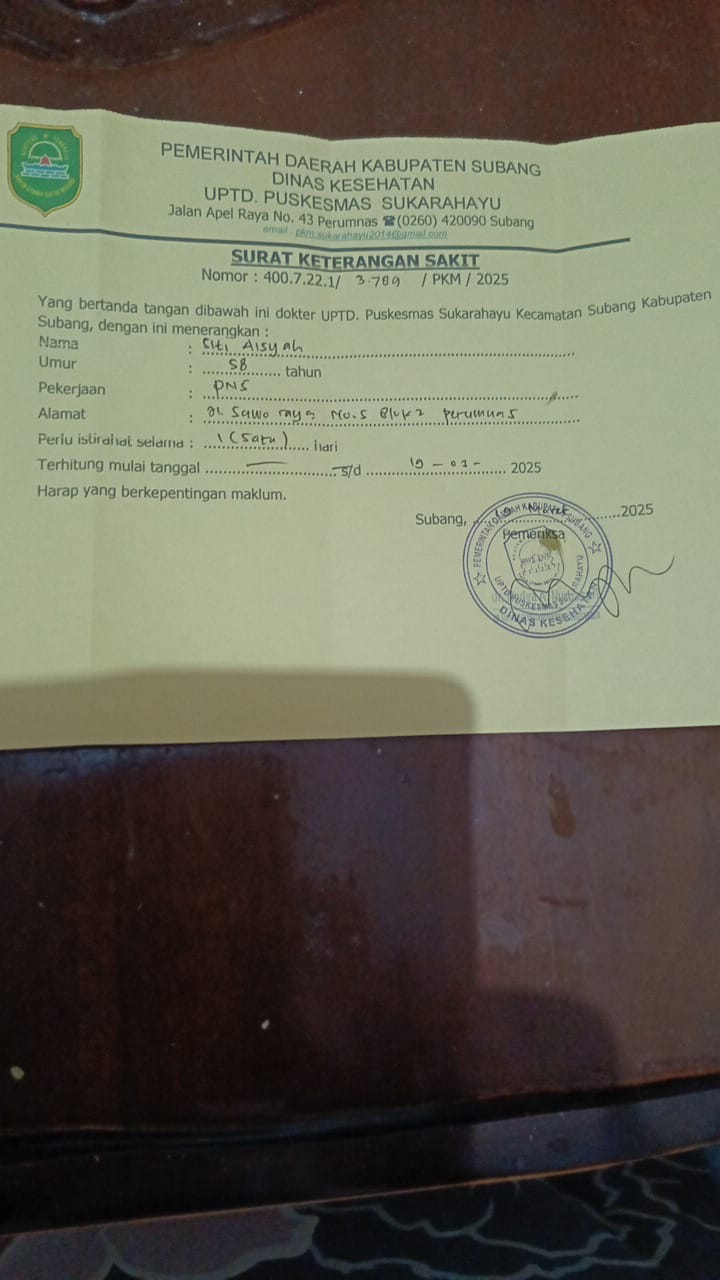 PEMERINTAH DAERAH KABUPATEN SUBANG
DINAS KESEHATAN
UPTD. PUSKESMAS SUKARAHAYU
Jalan Apel Raya No. 43 Perumnas ☎(0260) 420090 Subang
email pkm.sukarahayu2014@gmail.com
SURAT KETERANGAN SAKIT
Nomor : 400.7.22.1/ 3.789 / PKM / 2025
Yang bertanda tangan dibawah ini dokter UPTD. Puskesmas Sukarahayu Kecamatan Subang Kabupaten
Subang, dengan ini menerangkan :
Nama : Siti Aisyah
Umur : 58 tahun
Pekerjaan : PNS
Alamat : Jl. Sawo raya No.5 Blok 2 perumnas
Perlu istirahat selama : 1 (satu) Hari
Terhitung mulai tanggal — s/d 19 - 03 - 2025
Harap yang berkepentingan maklum.
Subang, 2025
Pemeriksa
PEMERINTAH DAERAH KABUPATEN SUBANG
UPTD PUSKESMAS SUKARAHAYU
DINAS KESEHATAN